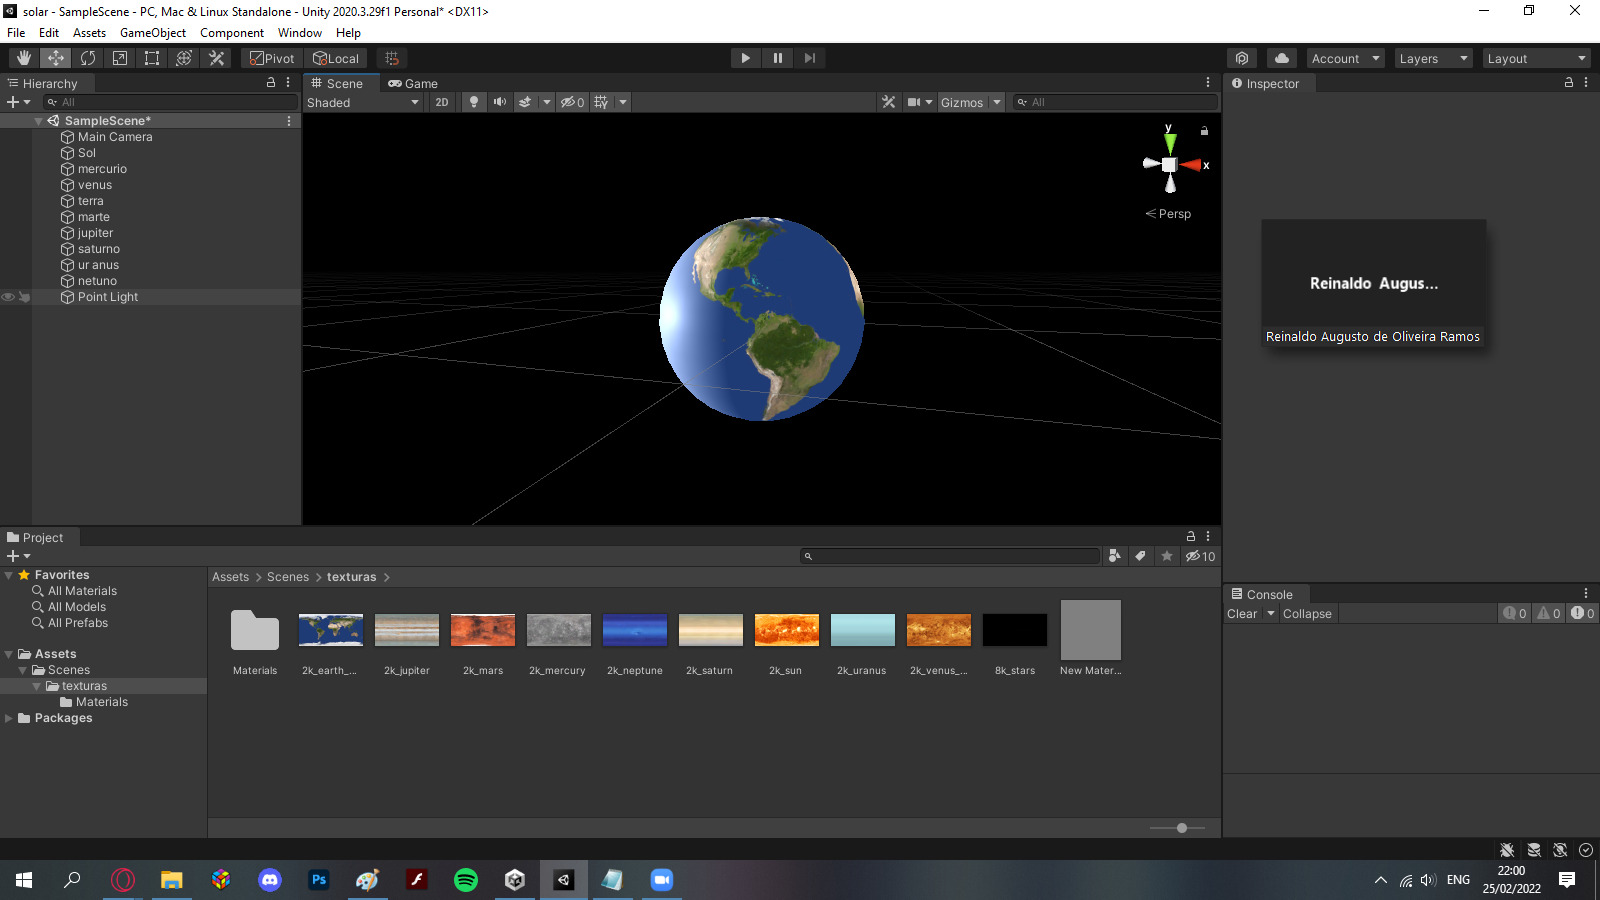 solar - SampleScene - PC, Mac & Linux Standalone - Unity 2020.3.29f1 Personal* <DX11>
File Edit Assets GameObject Component Window Help
Pivot Local Account Layers Layout
Hierarchy
All
SampleScene*
Main Camera
Sol
mercurio
venus
terra
marte
jupiter
saturno
ur anus
netuno
Point Light
Scene Game
Shaded 2D 0 Gizmos All
y
x
Persp
Inspector
Reinaldo Augus...
Reinaldo Augusto de Oliveira Ramos
Project
10
Favorites
All Materials
All Models
All Prefabs
Assets
Scenes
texturas
Materials
Packages
Assets > Scenes > texturas >
Materials 2k_earth_... 2k_jupiter 2k_mars 2k_mercury 2k_neptune 2k_saturn 2k_sun 2k_uranus 2k_venus_... 8k_stars New Mater...
Console
Clear Collapse 0 0 0
Ps
ENG
22:00
25/02/2022